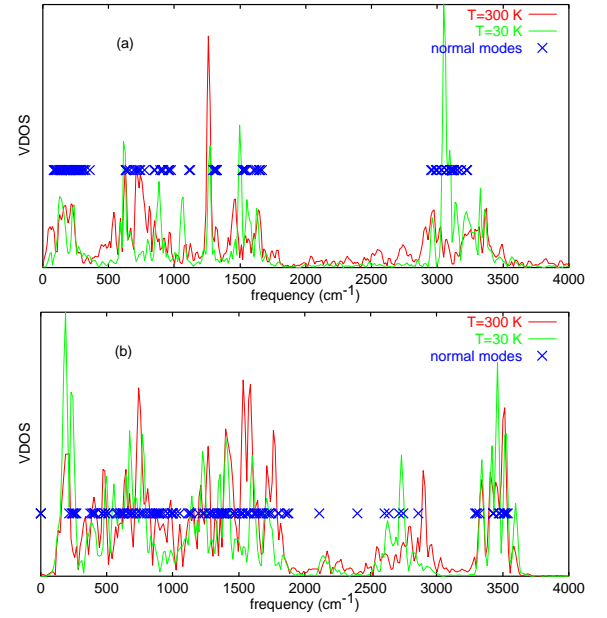 (a)
T=300 K
T=30 K
normal modes
VDOS
0 500 1000 1500 2000 2500 3000 3500 4000
frequency (cm⁻¹)
(b)
T=300 K
T=30 K
normal modes
VDOS
0 500 1000 1500 2000 2500 3000 3500 4000
frequency (cm⁻¹)